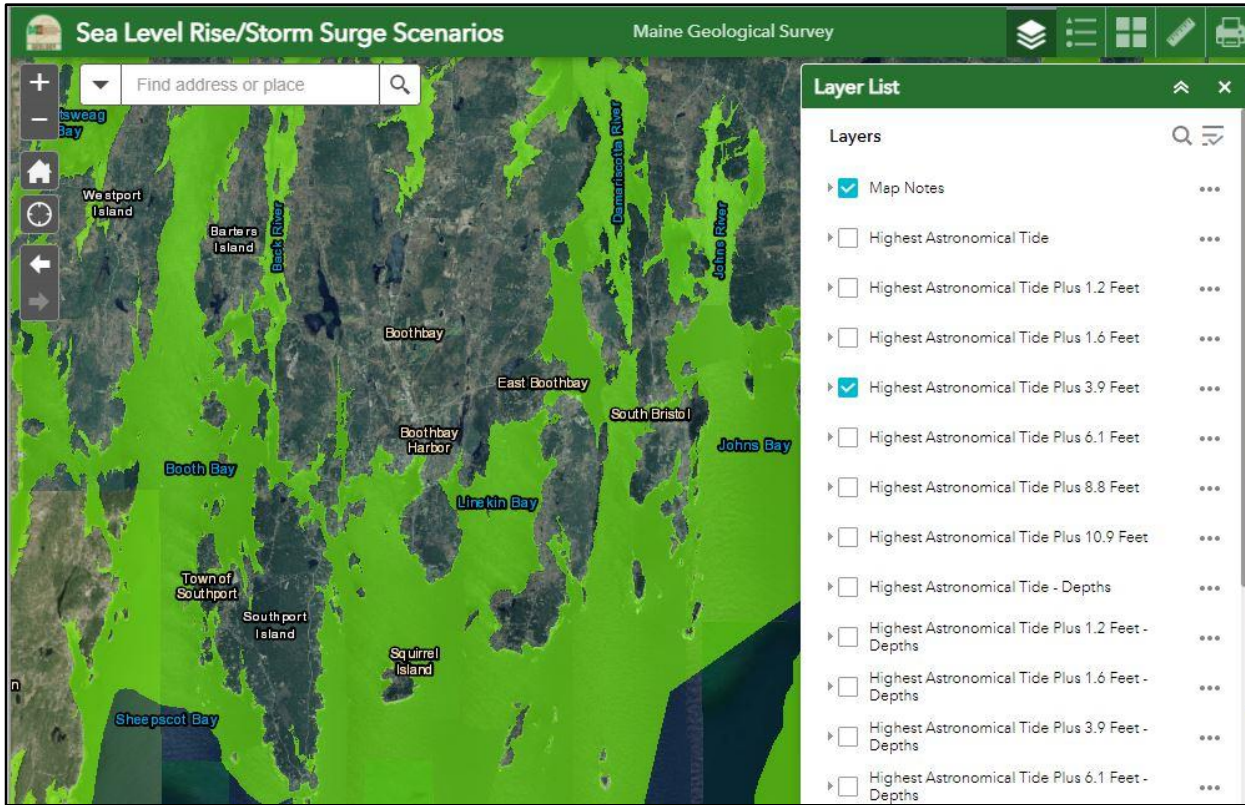 Sea Level Rise/Storm Surge Scenarios
Maine Geological Survey
Find address or place
Layer List
Layers
Map Notes
Highest Astronomical Tide
Highest Astronomical Tide Plus 1.2 Feet
Highest Astronomical Tide Plus 1.6 Feet
Highest Astronomical Tide Plus 3.9 Feet
Highest Astronomical Tide Plus 6.1 Feet
Highest Astronomical Tide Plus 8.8 Feet
Highest Astronomical Tide Plus 10.9 Feet
Highest Astronomical Tide - Depths
Highest Astronomical Tide Plus 1.2 Feet -
Depths
Highest Astronomical Tide Plus 1.6 Feet -
Depths
Highest Astronomical Tide Plus 3.9 Feet -
Depths
Highest Astronomical Tide Plus 6.1 Feet -
Depths
tsweag
Bay
Westport
Island
Barters
Island
Back River
Damariscotta River
Johns River
Boothbay
East Boothbay
South Bristol
Boothbay
Harbor
Johns Bay
Booth Bay
Linekin Bay
Town of
Southport
Southport
Island
Squirrel
Island
n
Sheepscot Bay